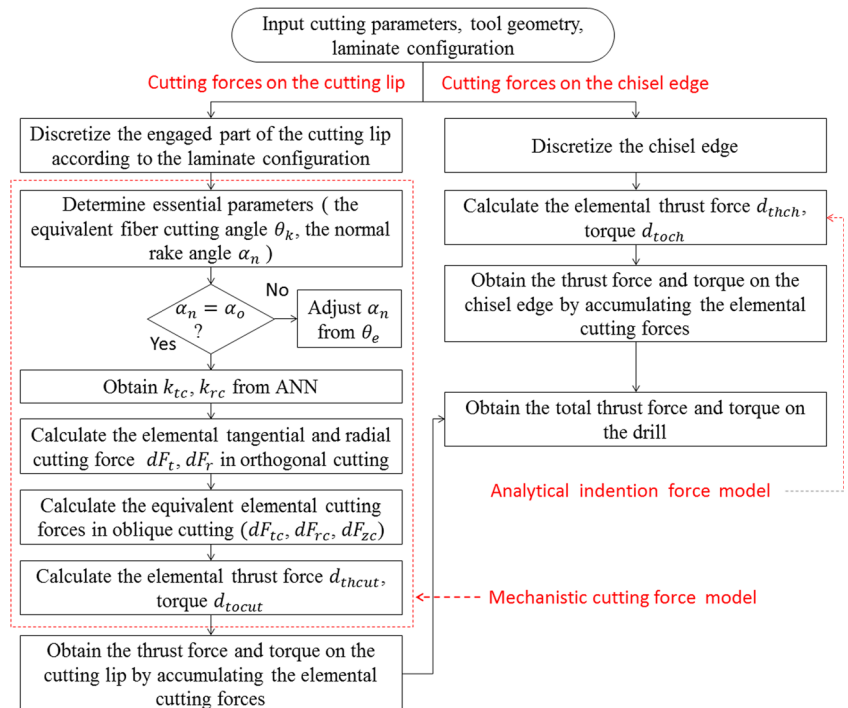 Input cutting parameters, tool geometry,
laminate configuration
Cutting forces on the cutting lip
Cutting forces on the chisel edge
Discretize the engaged part of the cutting lip
according to the laminate configuration
Determine essential parameters ( the
equivalent fiber cutting angle θₖ, the normal
rake angle αₙ )
αₙ = αₒ
?
No
Yes
Adjust αₙ
from θₑ
Obtain k_tc, k_rc from ANN
Calculate the elemental tangential and radial
cutting force dF_t, dF_r in orthogonal cutting
Calculate the equivalent elemental cutting
forces in oblique cutting (dF_tc, dF_rc, dF_zc)
Calculate the elemental thrust force d_thcut,
torque d_tocut
Obtain the thrust force and torque on the
cutting lip by accumulating the elemental
cutting forces
Discretize the chisel edge
Calculate the elemental thrust force d_thch,
torque d_toch
Obtain the thrust force and torque on the
chisel edge by accumulating the elemental
cutting forces
Obtain the total thrust force and torque on
the drill
Analytical indention force model
Mechanistic cutting force model